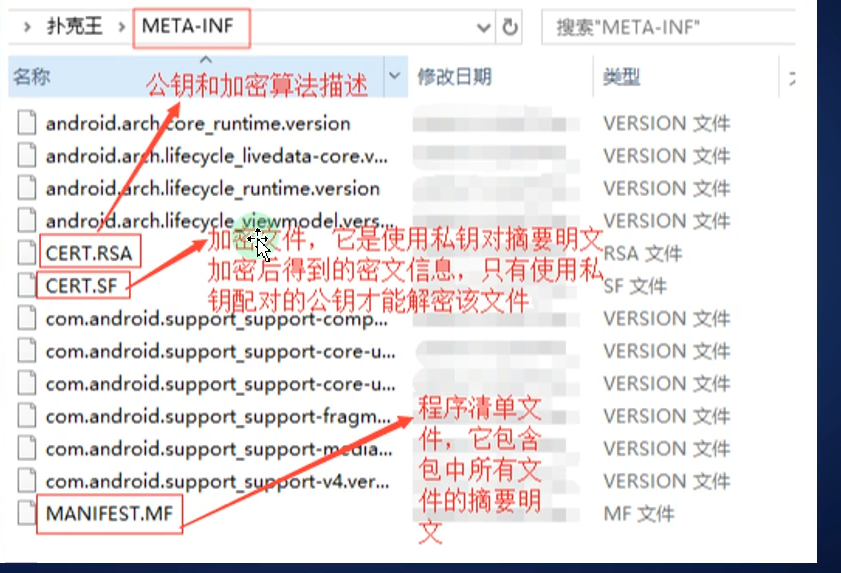 扑壳王 > META-INF
搜索"META-INF"
名称
修改日期
类型
公钥和加密算法描述
android.arch.core_runtime.version
VERSION 文件
android.arch.lifecycle_livedata-core.v...
VERSION 文件
android.arch.lifecycle_runtime.version
VERSION 文件
android.arch.lifecycle_viewmodel.vers...
VERSION 文件
加密文件，它是使用私钥对摘要明文
加密后得到的密文信息，只有使用私
钥配对的公钥才能解密该文件
CERT.RSA
RSA 文件
CERT.SF
SF 文件
com.android.support_support-comp...
VERSION 文件
com.android.support_support-core-u...
VERSION 文件
com.android.support_support-core-u...
VERSION 文件
com.android.support_support-fragm...
VERSION 文件
com.android.support_support-media...
VERSION 文件
com.android.support_support-v4.ver...
VERSION 文件
程序清单文
件，它包含
包中所有文
件的摘要明
文
MANIFEST.MF
MF 文件